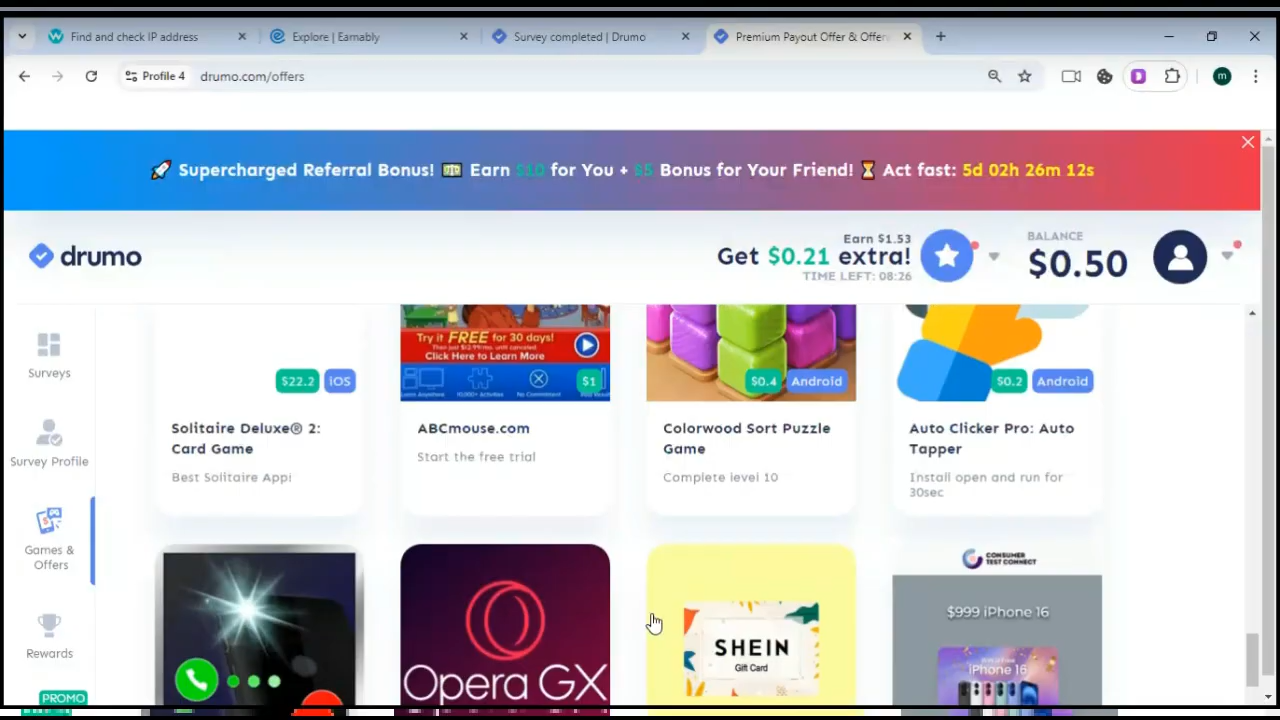 Find and check IP address
Explore | Earnably
Survey completed | Drumo
Premium Payout Offer & Offer
Profile 4
drumo.com/offers
m
Supercharged Referral Bonus! Earn $10 for You + $5 Bonus for Your Friend! Act fast: 5d 02h 26m 12s
drumo
Earn $1.53
Get $0.21 extra!
TIME LEFT: 08:26
BALANCE
$0.50
Surveys
Survey Profile
Games &
Offers
Rewards
PROMO
$22.2 iOS
Solitaire Deluxe® 2:
Card Game
Best Solitaire App!
Try it FREE for 30 days!
Click Here to Learn More
$1
ABCmouse.com
Start the free trial
$0.4 Android
Colorwood Sort Puzzle
Game
Complete level 10
$0.2 Android
Auto Clicker Pro: Auto
Tapper
Install open and run for
30sec
Opera GX
SHEIN
Gift Card
CONSUMER
TEST CONNECT
$999 iPhone 16
iPhone 16